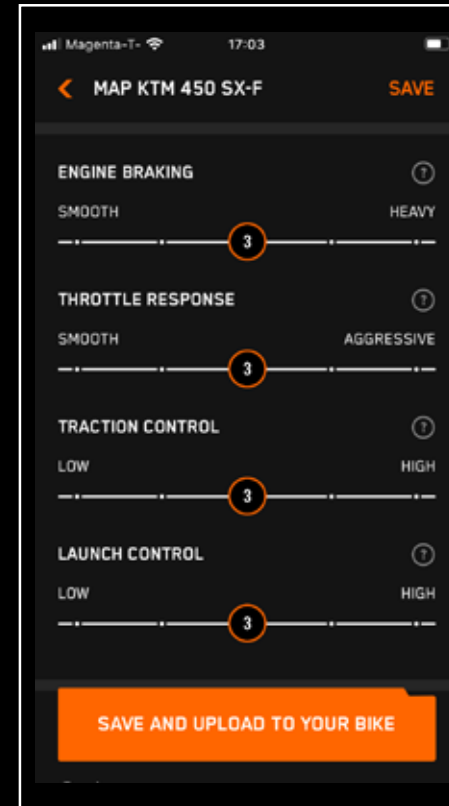 Magenta-T- 17:03
MAP KTM 450 SX-F SAVE
ENGINE BRAKING ?
SMOOTH HEAVY
3
THROTTLE RESPONSE ?
SMOOTH AGGRESSIVE
3
TRACTION CONTROL ?
LOW HIGH
3
LAUNCH CONTROL ?
LOW HIGH
3
SAVE AND UPLOAD TO YOUR BIKE